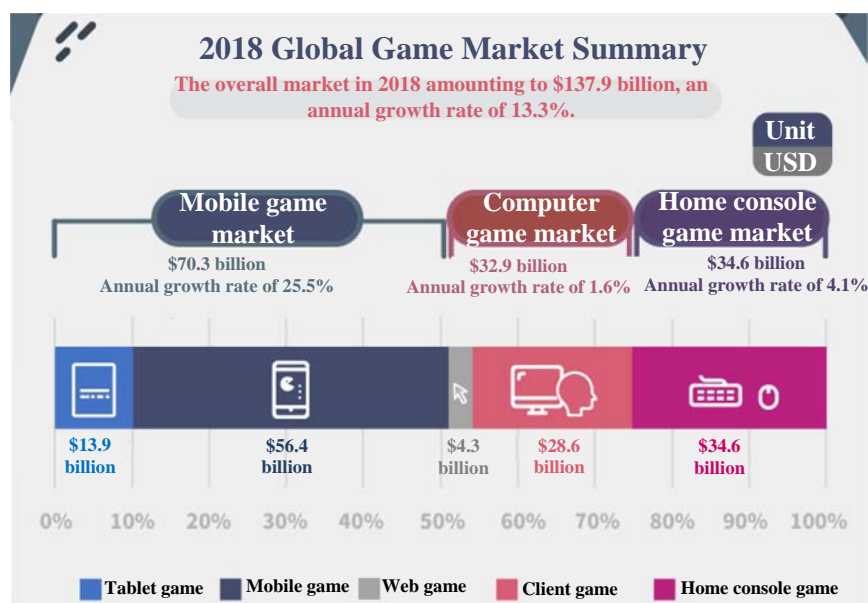 2018 Global Game Market Summary
The overall market in 2018 amounting to $137.9 billion, an
annual growth rate of 13.3%.
Unit
USD
Mobile game
market
$70.3 billion
Annual growth rate of 25.5%
Computer
game market
$32.9 billion
Annual growth rate of 1.6%
Home console
game market
$34.6 billion
Annual growth rate of 4.1%
$13.9
billion
$56.4
billion
$4.3
billion
$28.6
billion
$34.6
billion
0% 10% 20% 30% 40% 50% 60% 70% 80% 90% 100%
Tablet game Mobile game Web game Client game Home console game